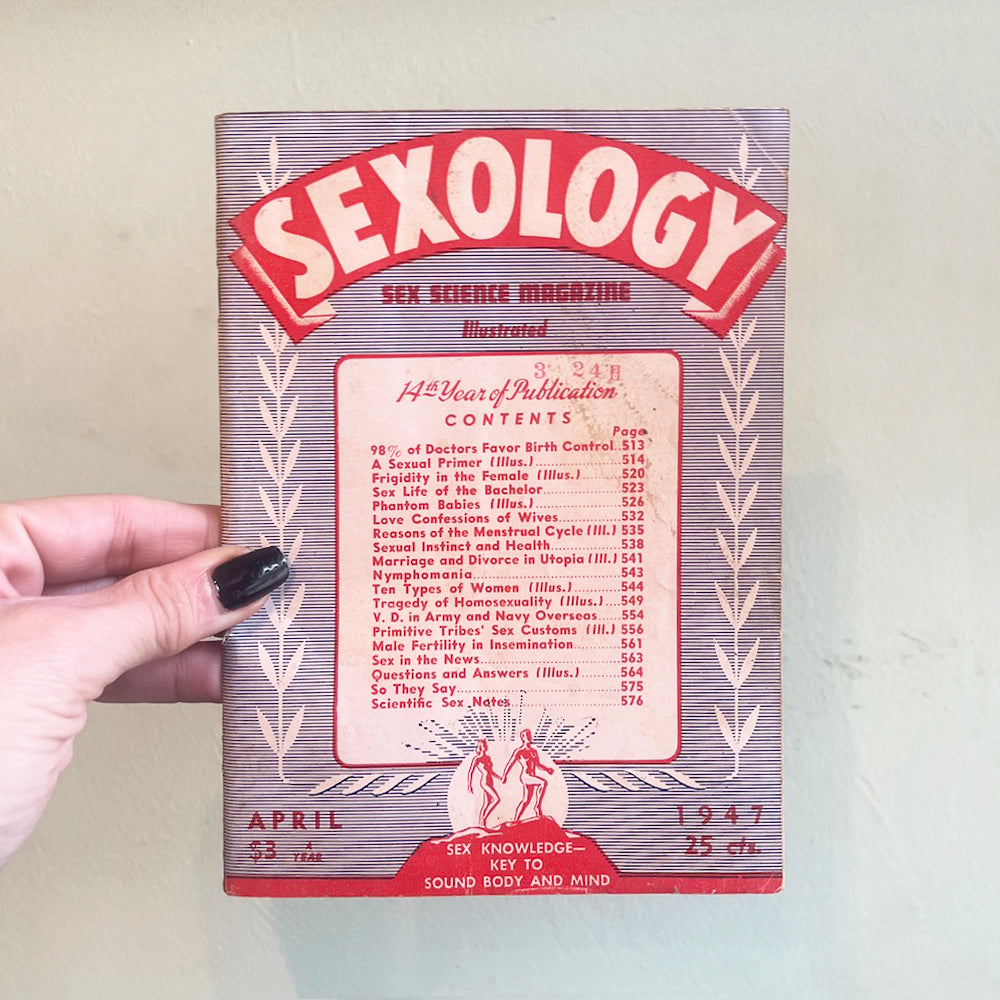 SEXOLOGY
SEX SCIENCE MAGAZINE
Illustrated
3 24
14th Year of Publication
CONTENTS
Page
98% of Doctors Favor Birth Control..513
A Sexual Primer (Illus.)..............514
Frigidity in the Female (Illus.)......520
Sex Life of the Bachelor..............523
Phantom Babies (Illus.)...............526
Love Confessions of Wives.............532
Reasons of the Menstrual Cycle (Ill.) 535
Sexual Instinct and Health............538
Marriage and Divorce in Utopia (Ill.) 541
Nymphomania...........................543
Ten Types of Women (Illus.)...........544
Tragedy of Homosexuality (Illus.)....549
V. D. in Army and Navy Overseas......554
Primitive Tribes' Sex Customs (Ill.) 556
Male Fertility in Insemination........561
Sex in the News.......................563
Questions and Answers (Illus.)........564
So They Say...........................575
Scientific Sex Notes..................576
APRIL
1947
$3 A YEAR
25 cts.
SEX KNOWLEDGE—
KEY TO
SOUND BODY AND MIND